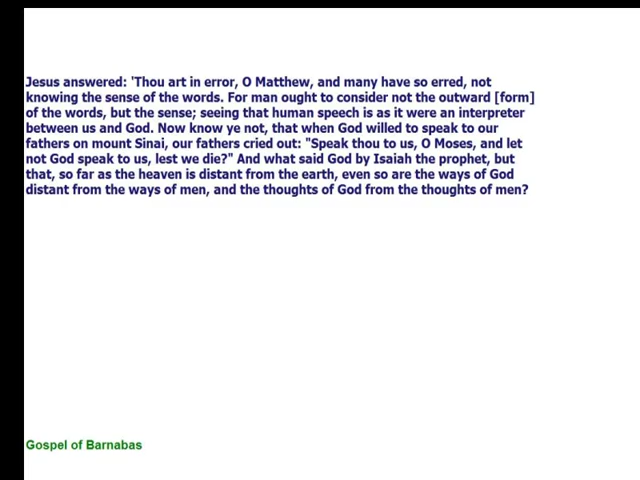 Jesus answered: 'Thou art in error, O Matthew, and many have so erred, not
knowing the sense of the words. For man ought to consider not the outward [form]
of the words, but the sense; seeing that human speech is as it were an interpreter
between us and God. Now know ye not, that when God willed to speak to our
fathers on mount Sinai, our fathers cried out: "Speak thou to us, O Moses, and let
not God speak to us, lest we die?" And what said God by Isaiah the prophet, but
that, so far as the heaven is distant from the earth, even so are the ways of God
distant from the ways of men, and the thoughts of God from the thoughts of men?
Gospel of Barnabas